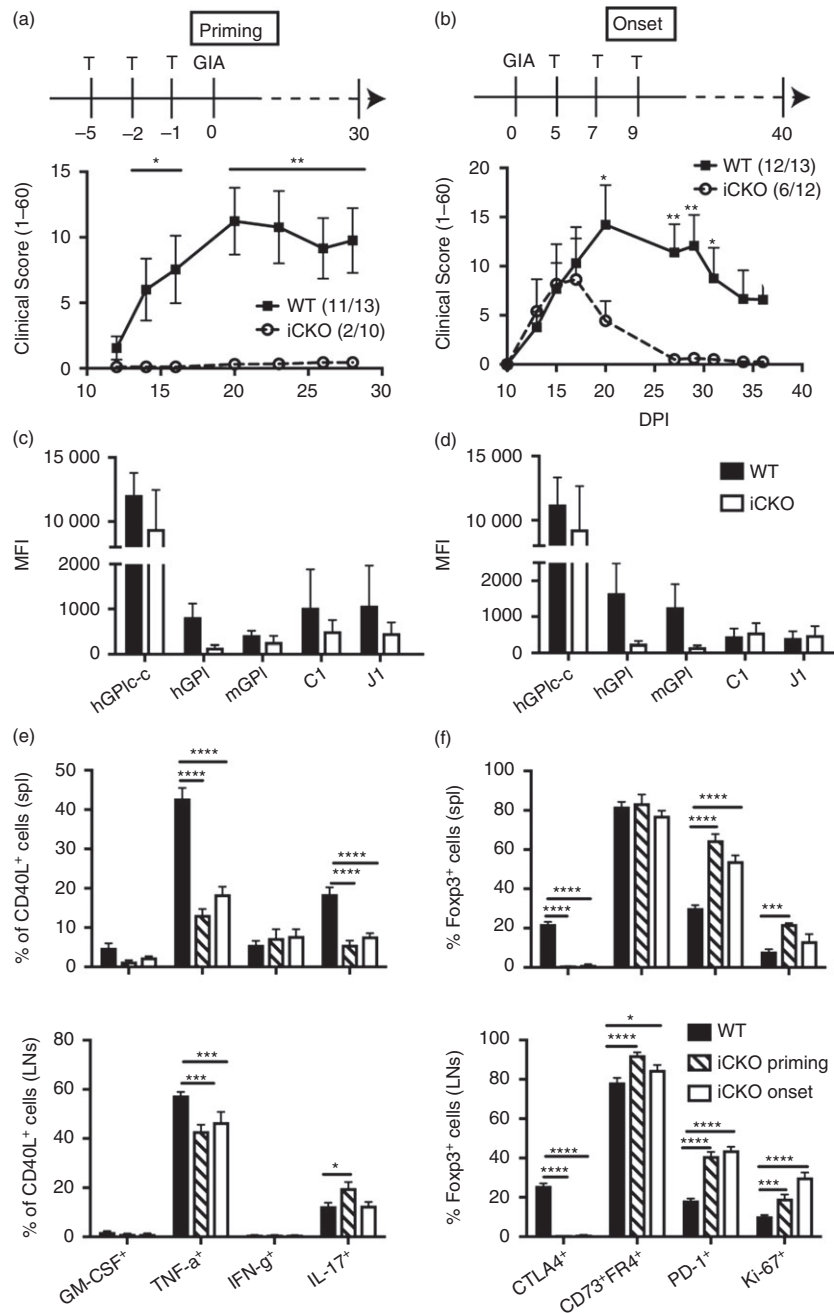 (a)
Priming
T T T GIA
–5 –2 –1 0 30
Clinical Score (1–60)
15
10
5
0
* **
WT (11/13)
iCKO (2/10)
10 15 20 25 30
(b)
Onset
GIA T T T
0 5 7 9 40
Clinical Score (1–60)
20
15
10
5
0
WT (12/13)
iCKO (6/12)
* ** ** *
10 15 20 25 30 35 40
DPI
(c)
MFI
15 000
10 000
2000
1000
0
hGPIc-c hGPI mGPI C1 J1
(d)
MFI
15 000
10 000
2000
1000
0
WT
iCKO
hGPIc-c hGPI mGPI C1 J1
(e)
% of CD40L+ cells (spl)
50
40
30
20
10
0
****
****
****
****
% of CD40L+ cells (LNs)
80
60
40
20
0
***
***
*
GM-CSF+ TNF-a+ IFN-g+ IL-17+
(f)
% Foxp3+ cells (spl)
100
80
60
40
20
0
****
****
****
****
***
% Foxp3+ cells (LNs)
100
80
60
40
20
0
WT
iCKO priming
iCKO onset
****
****
*
****
****
****
****
***
CTLA4+ CD73+FR4+ PD-1+ Ki-67+